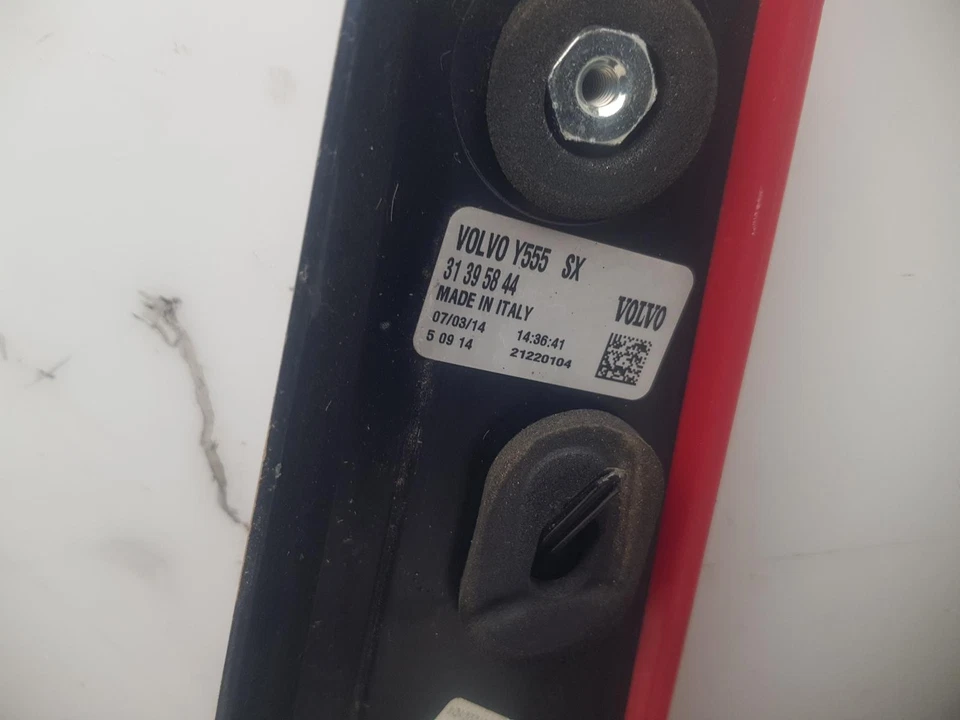 VOLVO Y555 SX
31 39 58 44
MADE IN ITALY
07/03/14 14:36:41
5 09 14 21220104
VOLVO